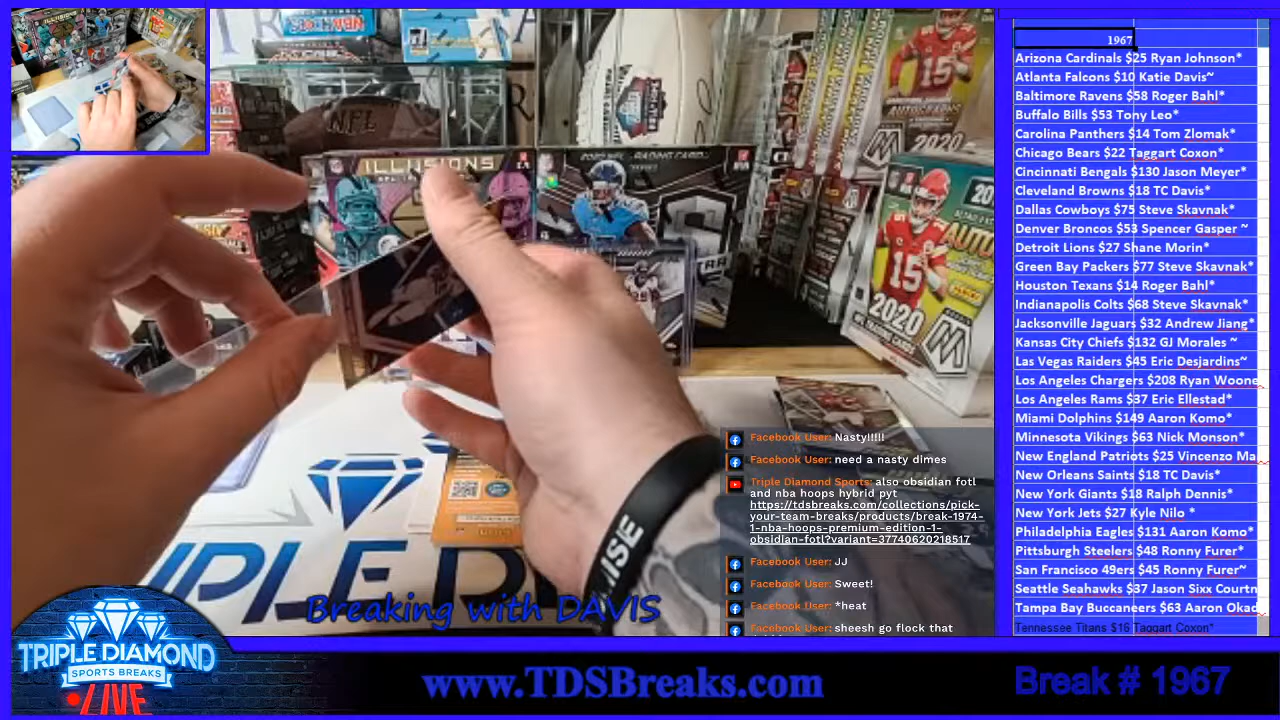 1967
Arizona Cardinals $25 Ryan Johnson*
Atlanta Falcons $10 Katie Davis~
Baltimore Ravens $58 Roger Bahl*
Buffalo Bills $53 Tony Leo*
Carolina Panthers $14 Tom Zlomak*
Chicago Bears $22 Taggart Coxon*
Cincinnati Bengals $130 Jason Meyer*
Cleveland Browns $18 TC Davis*
Dallas Cowboys $75 Steve Skavnak*
Denver Broncos $53 Spencer Gasper ~
Detroit Lions $27 Shane Morin*
Green Bay Packers $77 Steve Skavnak*
Houston Texans $14 Roger Bahl*
Indianapolis Colts $68 Steve Skavnak*
Jacksonville Jaguars $32 Andrew Jiang*
Kansas City Chiefs $132 GJ Morales ~
Las Vegas Raiders $45 Eric Desjardins~
Los Angeles Chargers $208 Ryan Woone
Los Angeles Rams $37 Eric Ellestad*
Miami Dolphins $149 Aaron Komo*
Minnesota Vikings $63 Nick Monson*
New England Patriots $25 Vincenzo Ma
New Orleans Saints $18 TC Davis*
New York Giants $18 Ralph Dennis*
New York Jets $27 Kyle Nilo *
Philadelphia Eagles $131 Aaron Komo*
Pittsburgh Steelers $48 Ronny Furer*
San Francisco 49ers $45 Ronny Furer~
Seattle Seahawks $37 Jason Sixx Courtn
Tampa Bay Buccaneers $63 Aaron Okad
Tennessee Titans $16 Taggart Coxon*
NFL
ILLUSIONS
15
2020
15
20
AUTO
2020
Facebook User: Nasty!!!!!
Facebook User: need a nasty dimes
Triple Diamond Sports: also obsidian fotl
and nba hoops hybrid pyt
https://tdsbreaks.com/collections/pick-
your-team-breaks/products/break-1974-
1-nba-hoops-premium-edition-1-
obsidian-fotl?variant=37740620218517
Facebook User: JJ
Facebook User: Sweet!
Facebook User: *heat
Facebook User: sheesh go flock that
Breaking with DAVIS
TRIPLE DIAMOND
SPORTS BREAKS
LIVE
www.TDSBreaks.com
Break # 1967